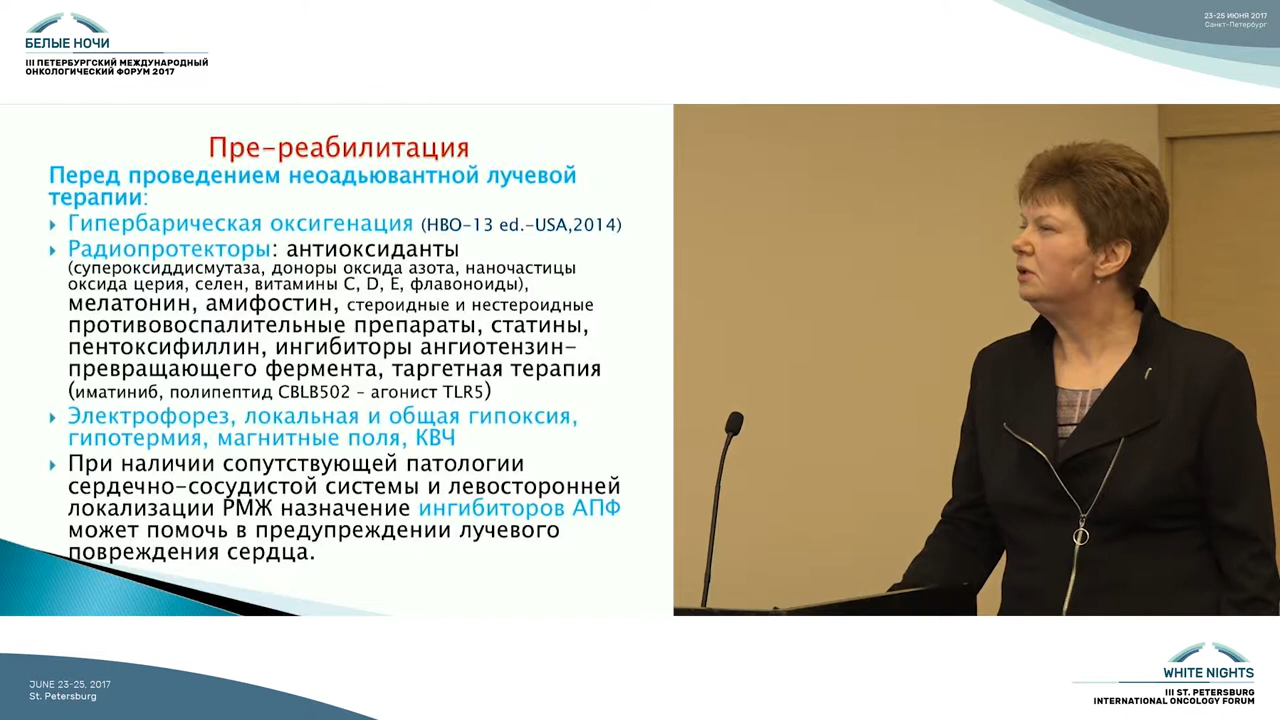 БЕЛЫЕ НОЧИ
III ПЕТЕРБУРГСКИЙ МЕЖДУНАРОДНЫЙ
ОНКОЛОГИЧЕСКИЙ ФОРУМ 2017
23-25 ИЮНЯ 2017
Санкт-Петербург
Пре-реабилитация
Перед проведением неоадьювантной лучевой
терапии:
Гипербарическая оксигенация (HBO-13 ed.-USA,2014)
Радиопротекторы: антиоксиданты
(супероксиддисмутаза, доноры оксида азота, наночастицы
оксида церия, селен, витамины С, D, Е, флавоноиды),
мелатонин, амифостин, стероидные и нестероидные
противовоспалительные препараты, статины,
пентоксифиллин, ингибиторы ангиотензин-
превращающего фермента, таргетная терапия
(иматиниб, полипептид CBLB502 – агонист TLR5)
Электрофорез, локальная и общая гипоксия,
гипотермия, магнитные поля, КВЧ
При наличии сопутствующей патологии
сердечно-сосудистой системы и левосторонней
локализации РМЖ назначение ингибиторов АПФ
может помочь в предупреждении лучевого
повреждения сердца.
JUNE 23-25, 2017
St. Petersburg
WHITE NIGHTS
III ST. PETERSBURG
INTERNATIONAL ONCOLOGY FORUM